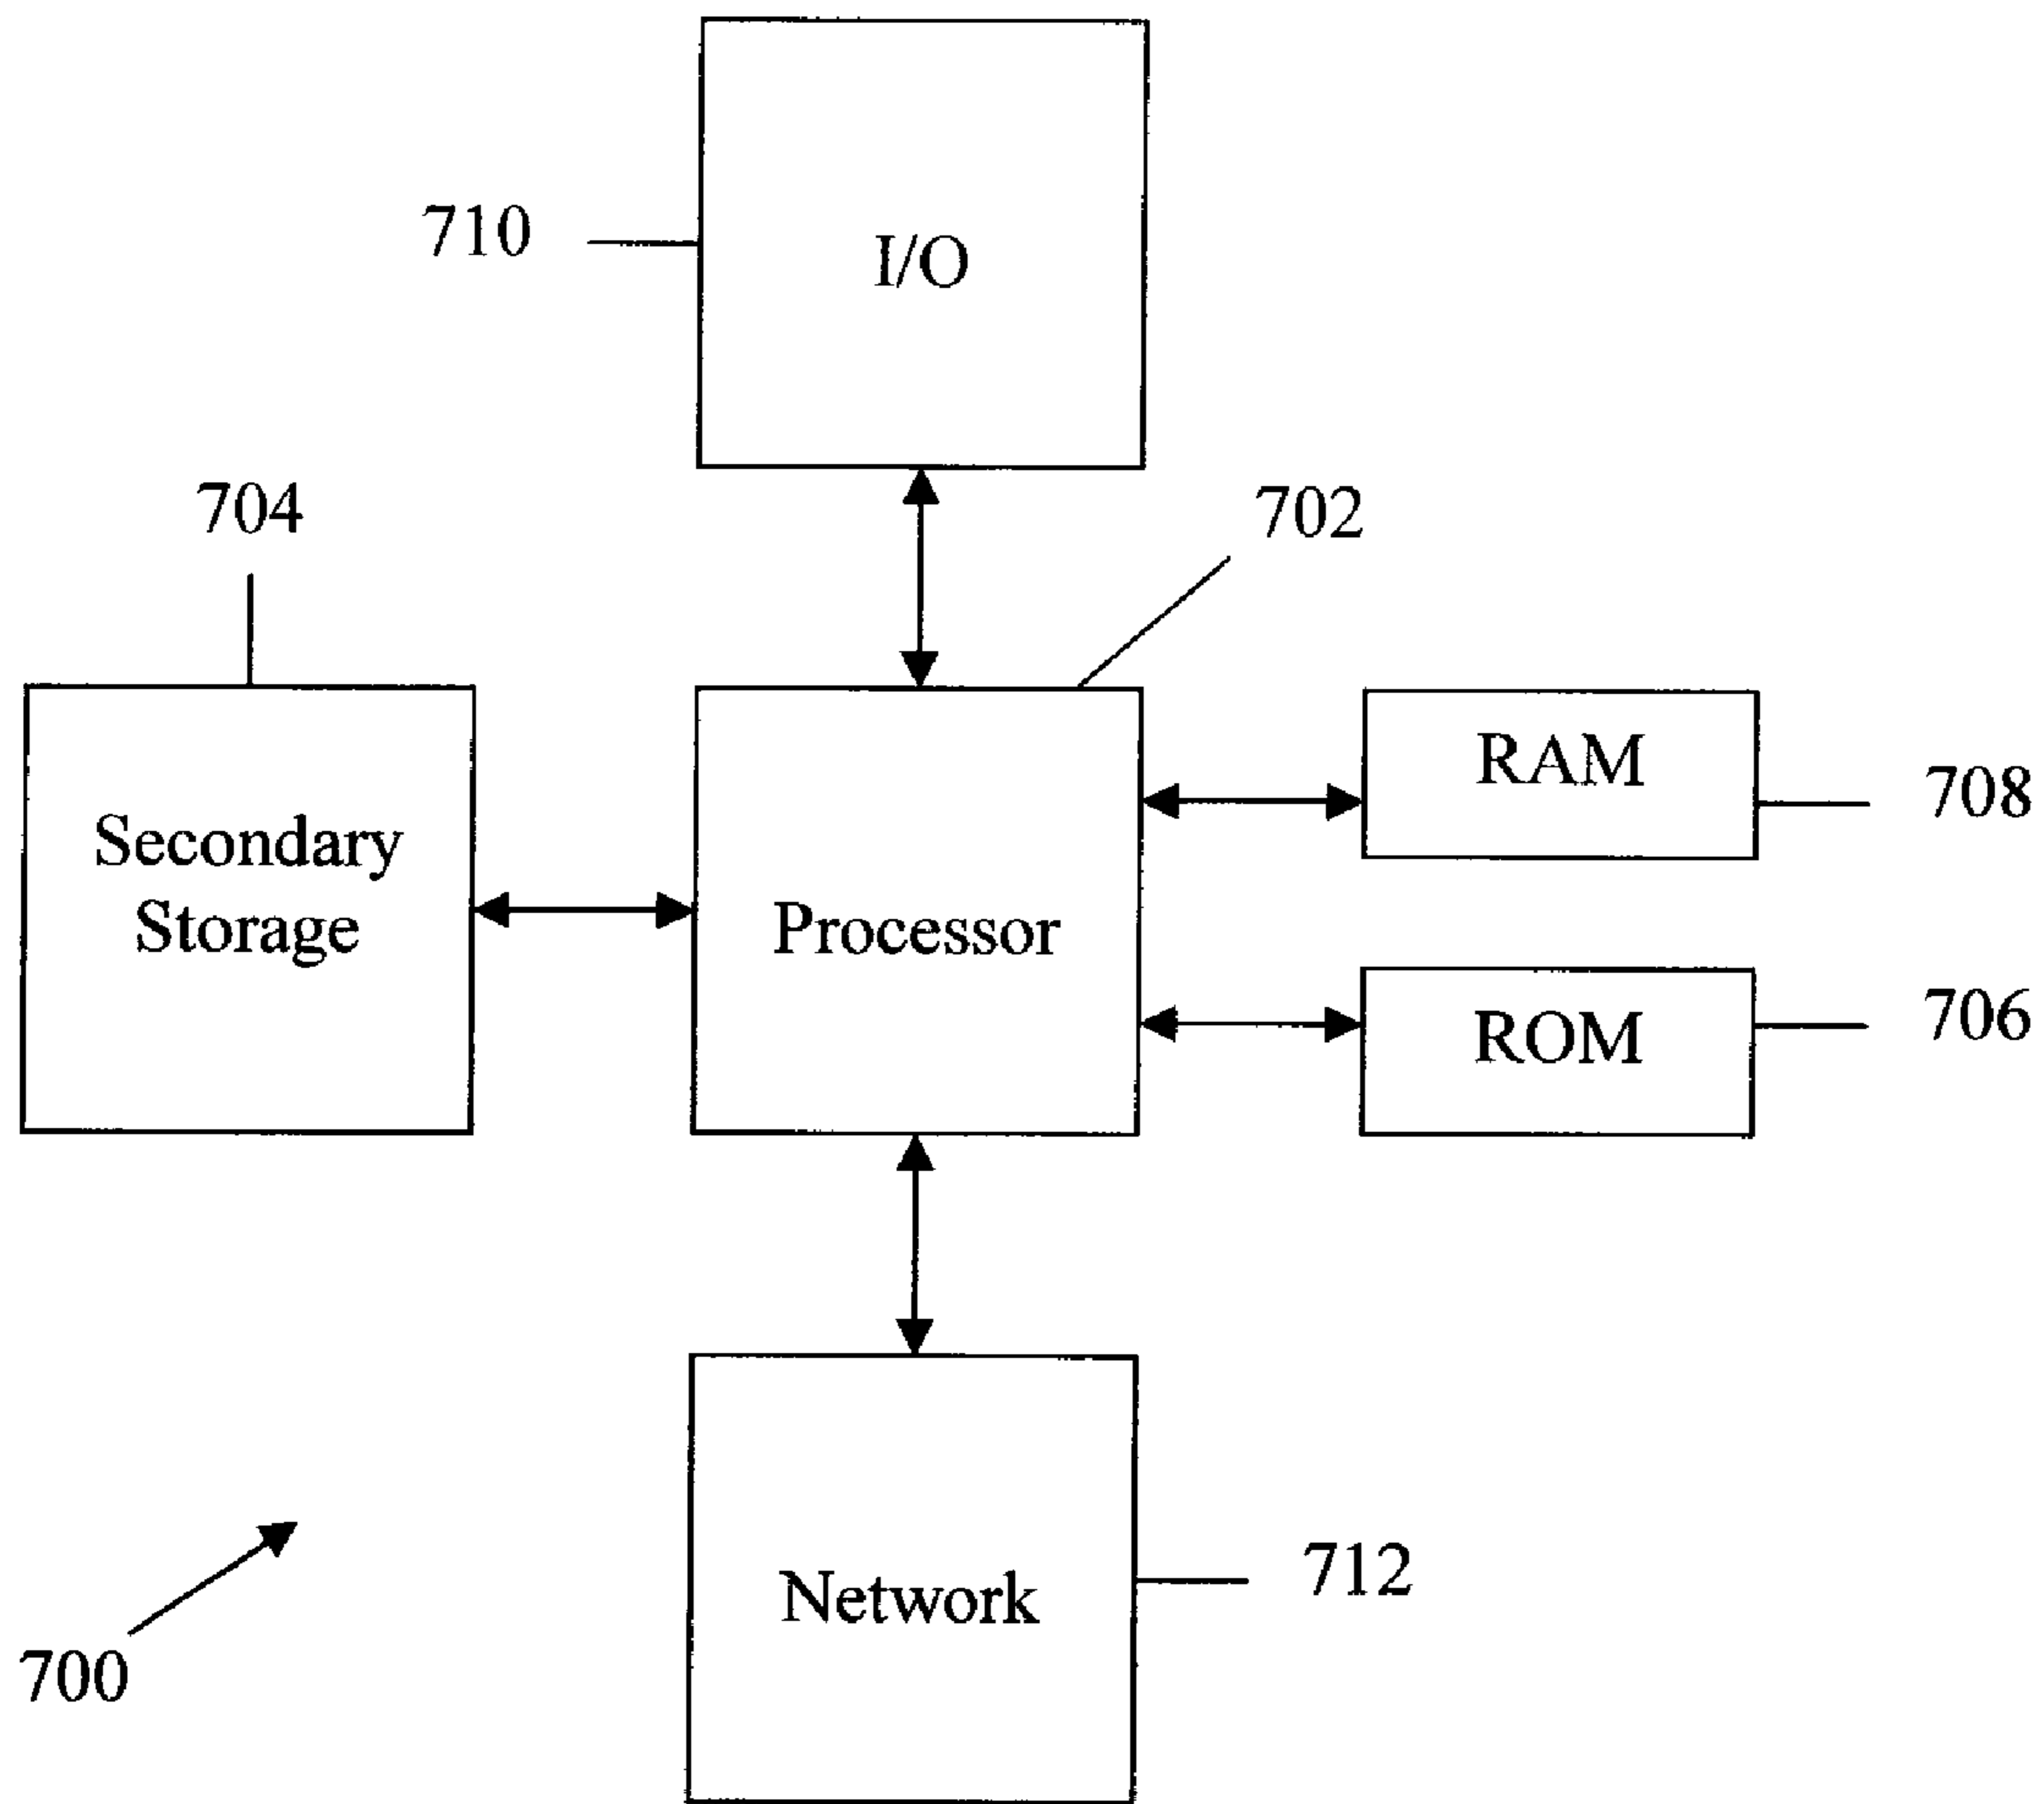 710
I/O
704
702
Secondary
Storage
Processor
RAM
708
ROM
706
Network
712
700